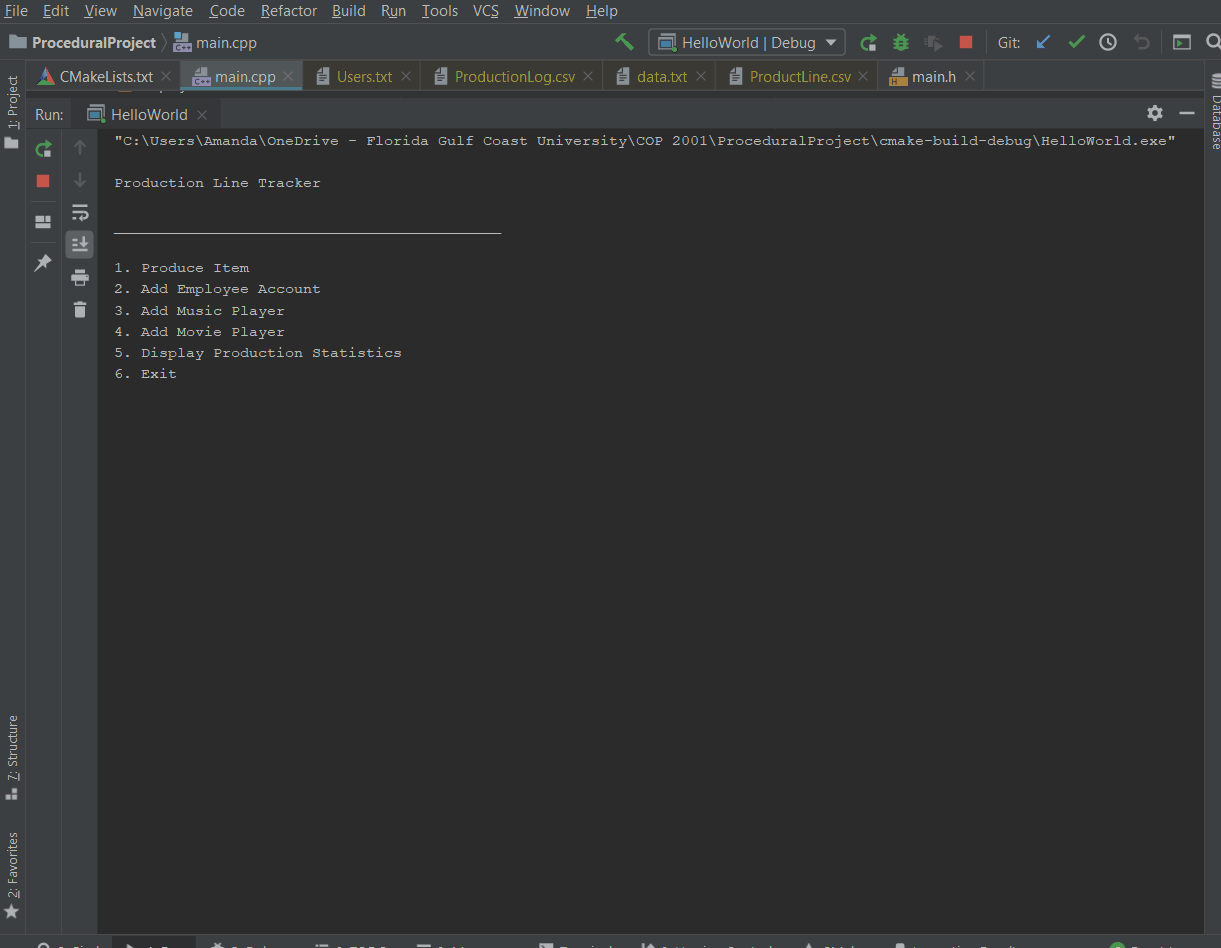 File Edit View Navigate Code Refactor Build Run Tools VCS Window Help
ProceduralProject main.cpp HelloWorld | Debug Git:
CMakeLists.txt main.cpp Users.txt ProductionLog.csv data.txt ProductLine.csv main.h
Run: HelloWorld
1: Project
Database
"C:\Users\Amanda\OneDrive - Florida Gulf Coast University\COP 2001\ProceduralProject\cmake-build-debug\HelloWorld.exe"
Production Line Tracker
___________________________________________
1. Produce Item
2. Add Employee Account
3. Add Music Player
4. Add Movie Player
5. Display Production Statistics
6. Exit
7: Structure
2: Favorites